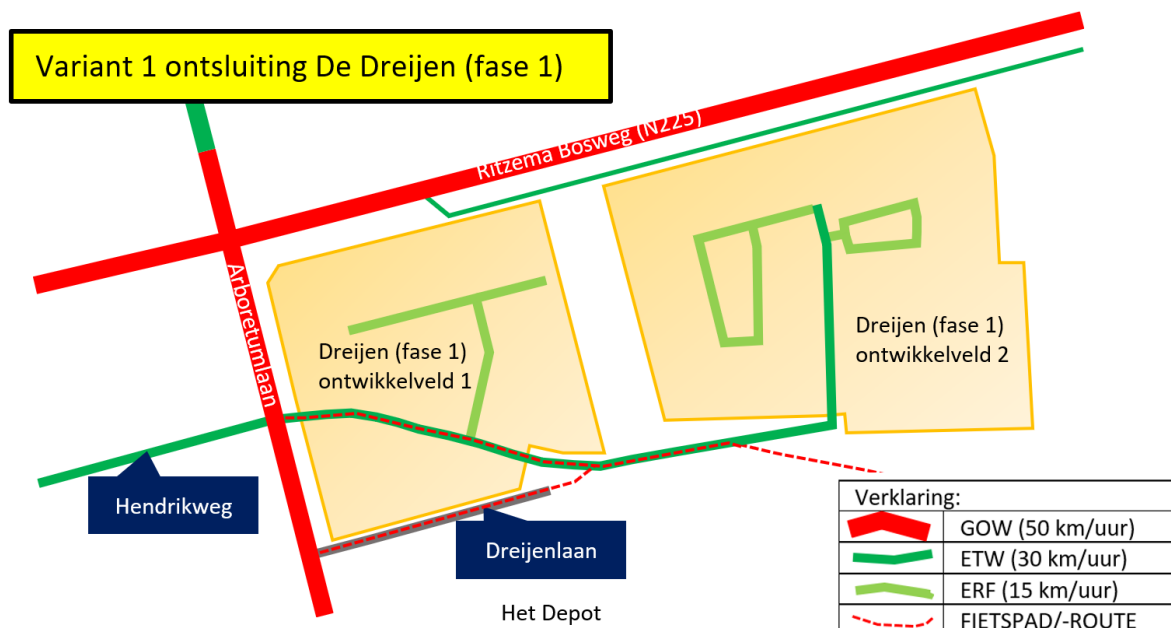 Variant 1 ontsluiting De Dreijen (fase 1)
Ritzema Bosweg (N225)
Arboretumlaan
Dreijen (fase 1)
ontwikkelveld 1
Dreijen (fase 1)
ontwikkelveld 2
Hendrikweg
Dreijenlaan
Het Depot
Verklaring:
GOW (50 km/uur)
ETW (30 km/uur)
ERF (15 km/uur)
FIETSPAD/-ROUTE